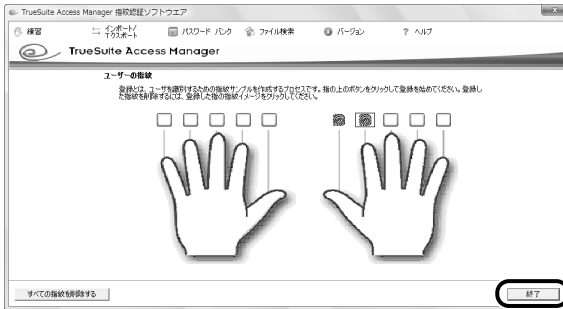 TrueSuite Access Manager 指紋認証ソフトウエア
練習
インポート/
エクスポート
パスワード バンク
ファイル検索
バージョン
? ヘルプ
TrueSuite Access Manager
ユーザーの指紋
登録とは、ユーザを識別するための指紋サンプルを作成するプロセスです。指の上のボタンをクリックして登録を始めてください。登録し
た指紋を削除するには、登録した指の指紋イメージをクリックしてください。
すべての指紋を削除する
終了